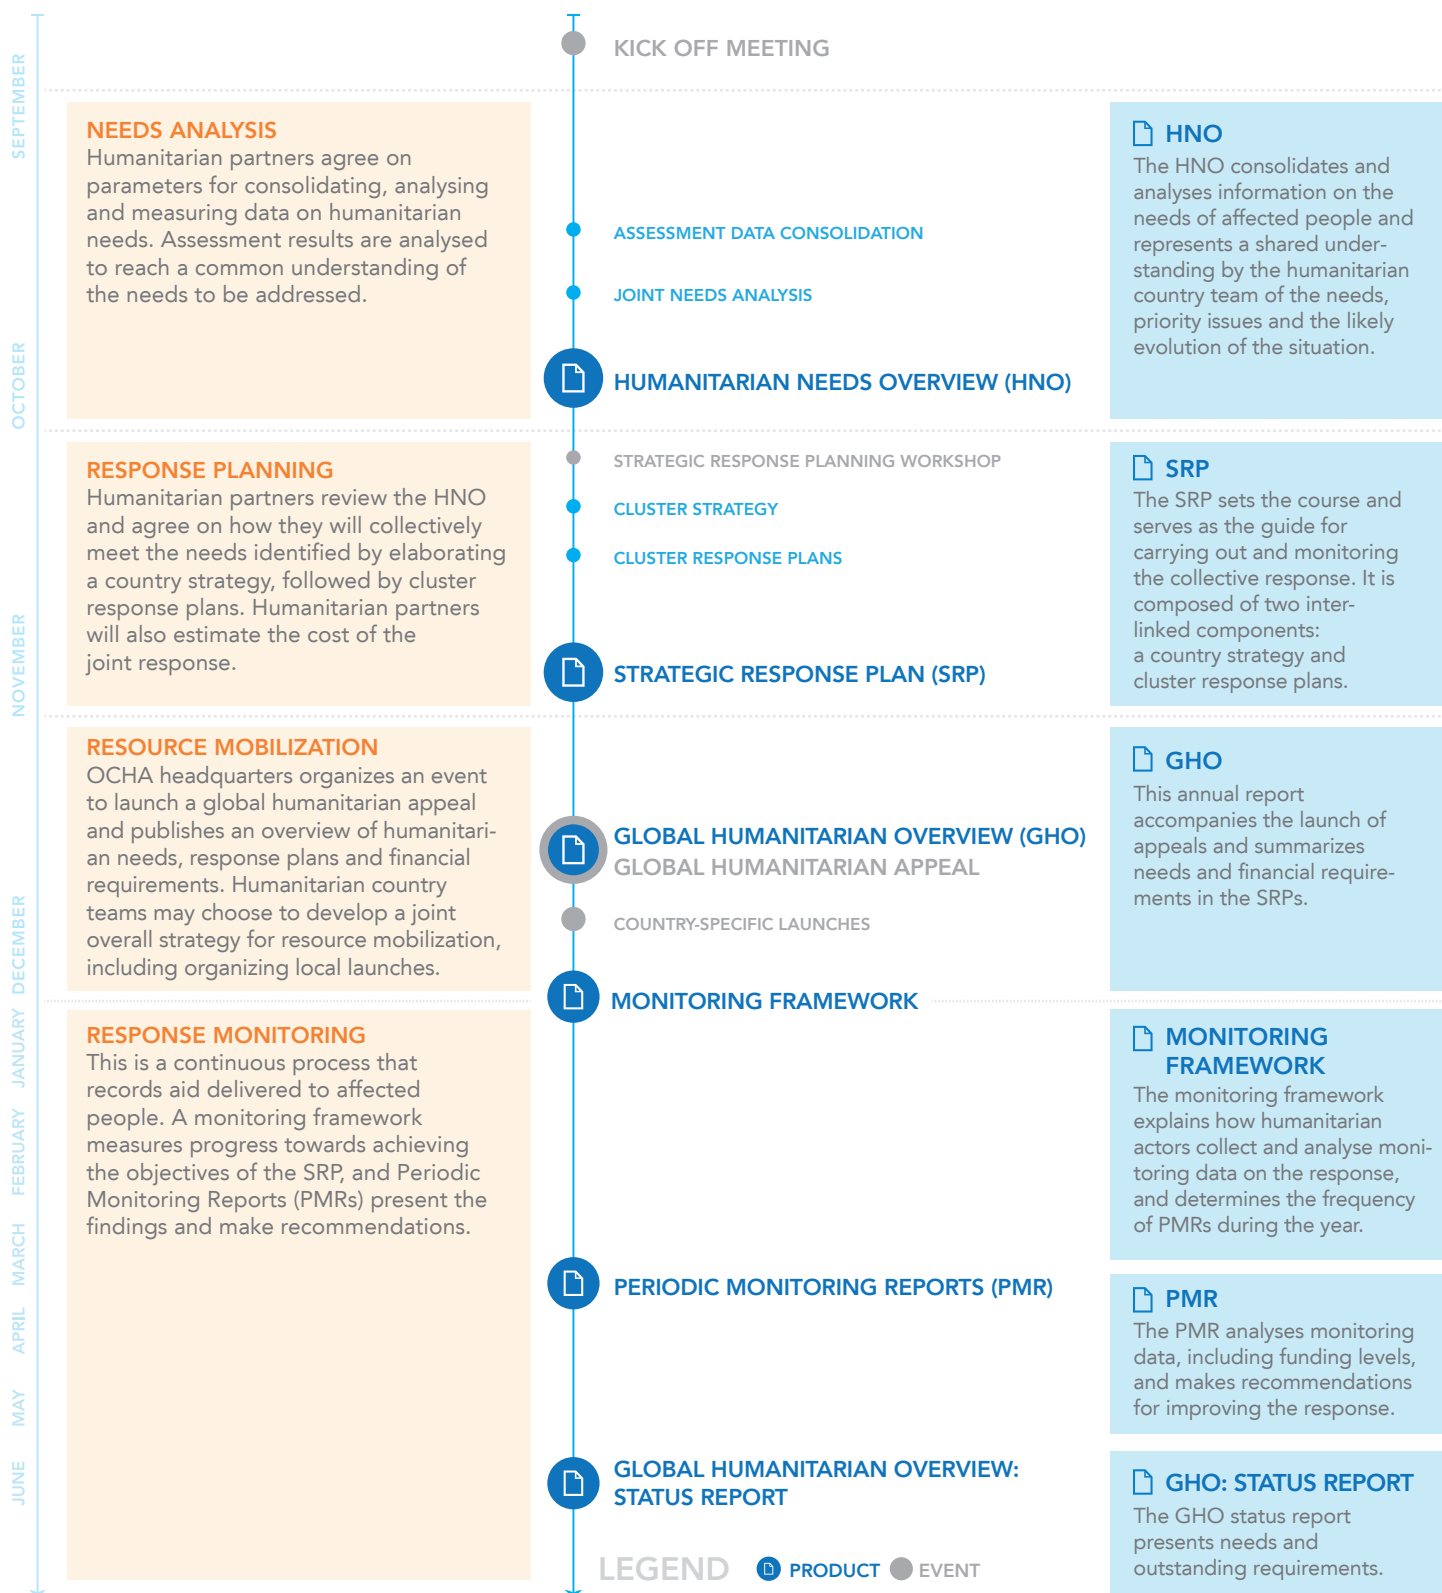 SEPTEMBER
OCTOBER
NOVEMBER
DECEMBER
JANUARY
FEBRUARY
MARCH
APRIL
MAY
JUNE
KICK OFF MEETING
NEEDS ANALYSIS
Humanitarian partners agree on
parameters for consolidating, analysing
and measuring data on humanitarian
needs. Assessment results are analysed
to reach a common understanding of
the needs to be addressed.
ASSESSMENT DATA CONSOLIDATION
JOINT NEEDS ANALYSIS
HUMANITARIAN NEEDS OVERVIEW (HNO)
HNO
The HNO consolidates and
analyses information on the
needs of affected people and
represents a shared under-
standing by the humanitarian
country team of the needs,
priority issues and the likely
evolution of the situation.
RESPONSE PLANNING
Humanitarian partners review the HNO
and agree on how they will collectively
meet the needs identified by elaborating
a country strategy, followed by cluster
response plans. Humanitarian partners
will also estimate the cost of the
joint response.
STRATEGIC RESPONSE PLANNING WORKSHOP
CLUSTER STRATEGY
CLUSTER RESPONSE PLANS
STRATEGIC RESPONSE PLAN (SRP)
SRP
The SRP sets the course and
serves as the guide for
carrying out and monitoring
the collective response. It is
composed of two inter-
linked components:
a country strategy and
cluster response plans.
RESOURCE MOBILIZATION
OCHA headquarters organizes an event
to launch a global humanitarian appeal
and publishes an overview of humanitari-
an needs, response plans and financial
requirements. Humanitarian country
teams may choose to develop a joint
overall strategy for resource mobilization,
including organizing local launches.
GLOBAL HUMANITARIAN OVERVIEW (GHO)
GLOBAL HUMANITARIAN APPEAL
COUNTRY-SPECIFIC LAUNCHES
MONITORING FRAMEWORK
GHO
This annual report
accompanies the launch of
appeals and summarizes
needs and financial require-
ments in the SRPs.
RESPONSE MONITORING
This is a continuous process that
records aid delivered to affected
people. A monitoring framework
measures progress towards achieving
the objectives of the SRP, and Periodic
Monitoring Reports (PMRs) present the
findings and make recommendations.
PERIODIC MONITORING REPORTS (PMR)
GLOBAL HUMANITARIAN OVERVIEW:
STATUS REPORT
MONITORING
FRAMEWORK
The monitoring framework
explains how humanitarian
actors collect and analyse moni-
toring data on the response,
and determines the frequency
of PMRs during the year.
PMR
The PMR analyses monitoring
data, including funding levels,
and makes recommendations
for improving the response.
GHO: STATUS REPORT
The GHO status report
presents needs and
outstanding requirements.
LEGEND PRODUCT EVENT